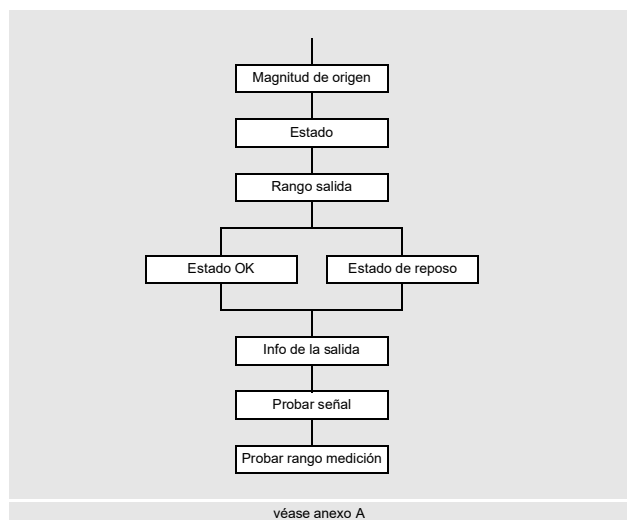 Magnitud de origen
Estado
Rango salida
Estado OK
Estado de reposo
Info de la salida
Probar señal
Probar rango medición
véase anexo A